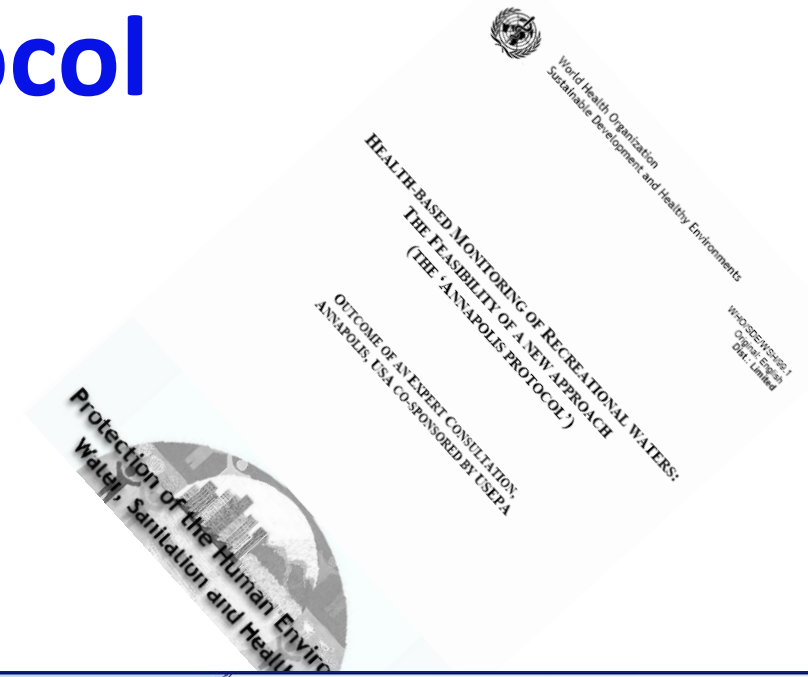 ocol
World Health Organization
Sustainable Development and Healthy Environments
WHO/SDE/WSH/99.1
Original: English
Dist.: Limited
HEALTH-BASED MONITORING OF RECREATIONAL WATERS:
THE FEASIBILITY OF A NEW APPROACH
(THE ‘ANNAPOLIS PROTOCOL’)
OUTCOME OF AN EXPERT CONSULTATION,
ANNAPOLIS, USA CO-SPONSORED BY USEPA
Protection of the Human Enviro
Water, Sanitation and Healt